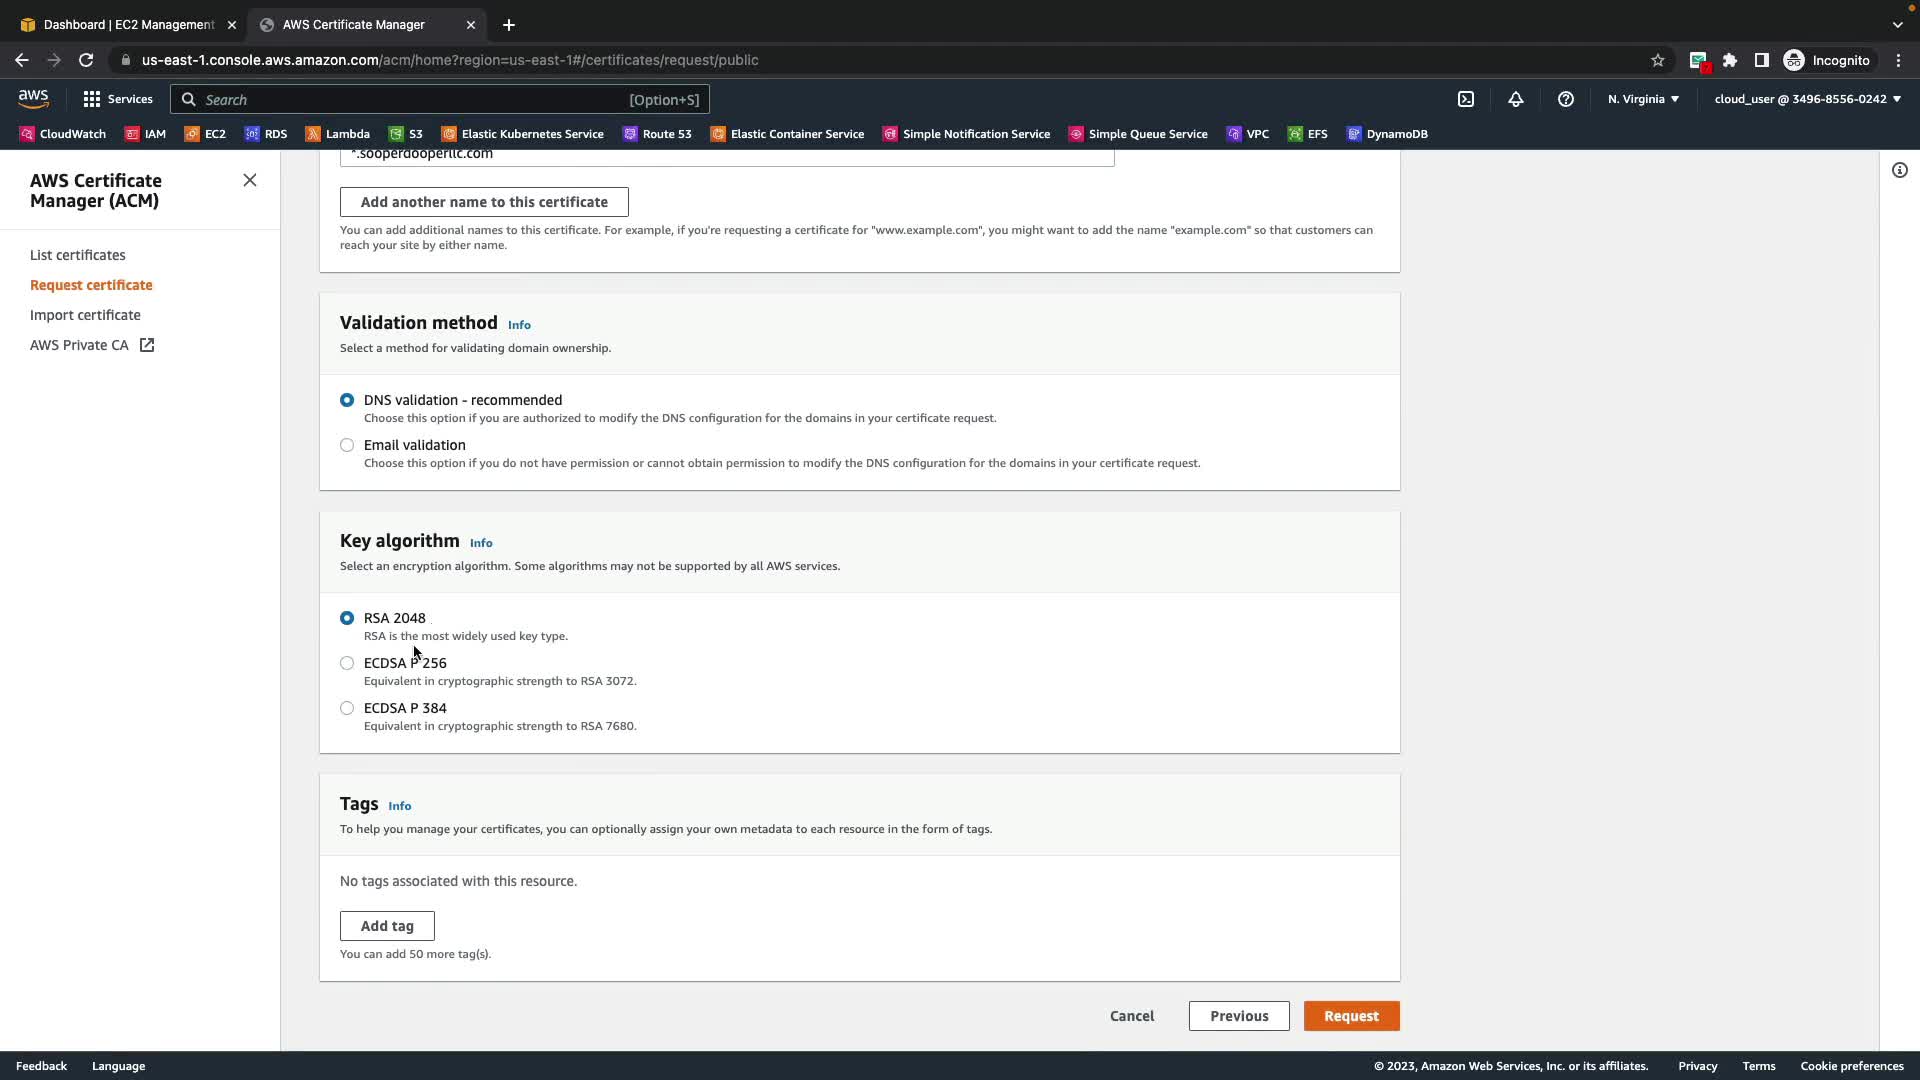 Dashboard | EC2 Management
AWS Certificate Manager
us-east-1.console.aws.amazon.com/acm/home?region=us-east-1#/certificates/request/public
Incognito
aws
Services
Search
[Option+S]
N. Virginia
cloud_user @ 3496-8556-0242
CloudWatch
IAM
EC2
RDS
Lambda
S3
Elastic Kubernetes Service
Route 53
Elastic Container Service
Simple Notification Service
Simple Queue Service
VPC
EFS
DynamoDB
AWS Certificate
Manager (ACM)
List certificates
Request certificate
Import certificate
AWS Private CA
*.sooperdooperllc.com
Add another name to this certificate
You can add additional names to this certificate. For example, if you're requesting a certificate for "www.example.com", you might want to add the name "example.com" so that customers can
reach your site by either name.
Validation method Info
Select a method for validating domain ownership.
DNS validation - recommended
Choose this option if you are authorized to modify the DNS configuration for the domains in your certificate request.
Email validation
Choose this option if you do not have permission or cannot obtain permission to modify the DNS configuration for the domains in your certificate request.
Key algorithm Info
Select an encryption algorithm. Some algorithms may not be supported by all AWS services.
RSA 2048
RSA is the most widely used key type.
ECDSA P 256
Equivalent in cryptographic strength to RSA 3072.
ECDSA P 384
Equivalent in cryptographic strength to RSA 7680.
Tags Info
To help you manage your certificates, you can optionally assign your own metadata to each resource in the form of tags.
No tags associated with this resource.
Add tag
You can add 50 more tag(s).
Cancel
Previous
Request
Feedback
Language
© 2023, Amazon Web Services, Inc. or its affiliates.
Privacy
Terms
Cookie preferences